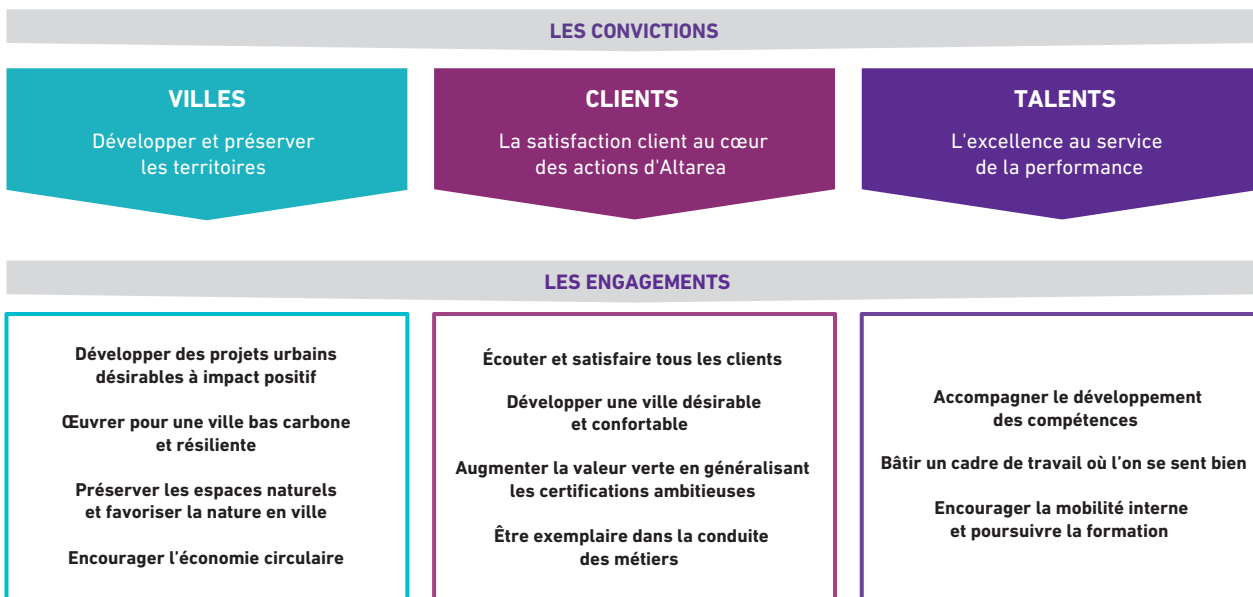 LES CONVICTIONS
VILLES
Développer et préserver
les territoires
CLIENTS
La satisfaction client au cœur
des actions d'Altarea
TALENTS
L'excellence au service
de la performance
LES ENGAGEMENTS
Développer des projets urbains
désirables à impact positif
Œuvrer pour une ville bas carbone
et résiliente
Préserver les espaces naturels
et favoriser la nature en ville
Encourager l’économie circulaire
Écouter et satisfaire tous les clients
Développer une ville désirable
et confortable
Augmenter la valeur verte en généralisant
les certifications ambitieuses
Être exemplaire dans la conduite
des métiers
Accompagner le développement
des compétences
Bâtir un cadre de travail où l’on se sent bien
Encourager la mobilité interne
et poursuivre la formation